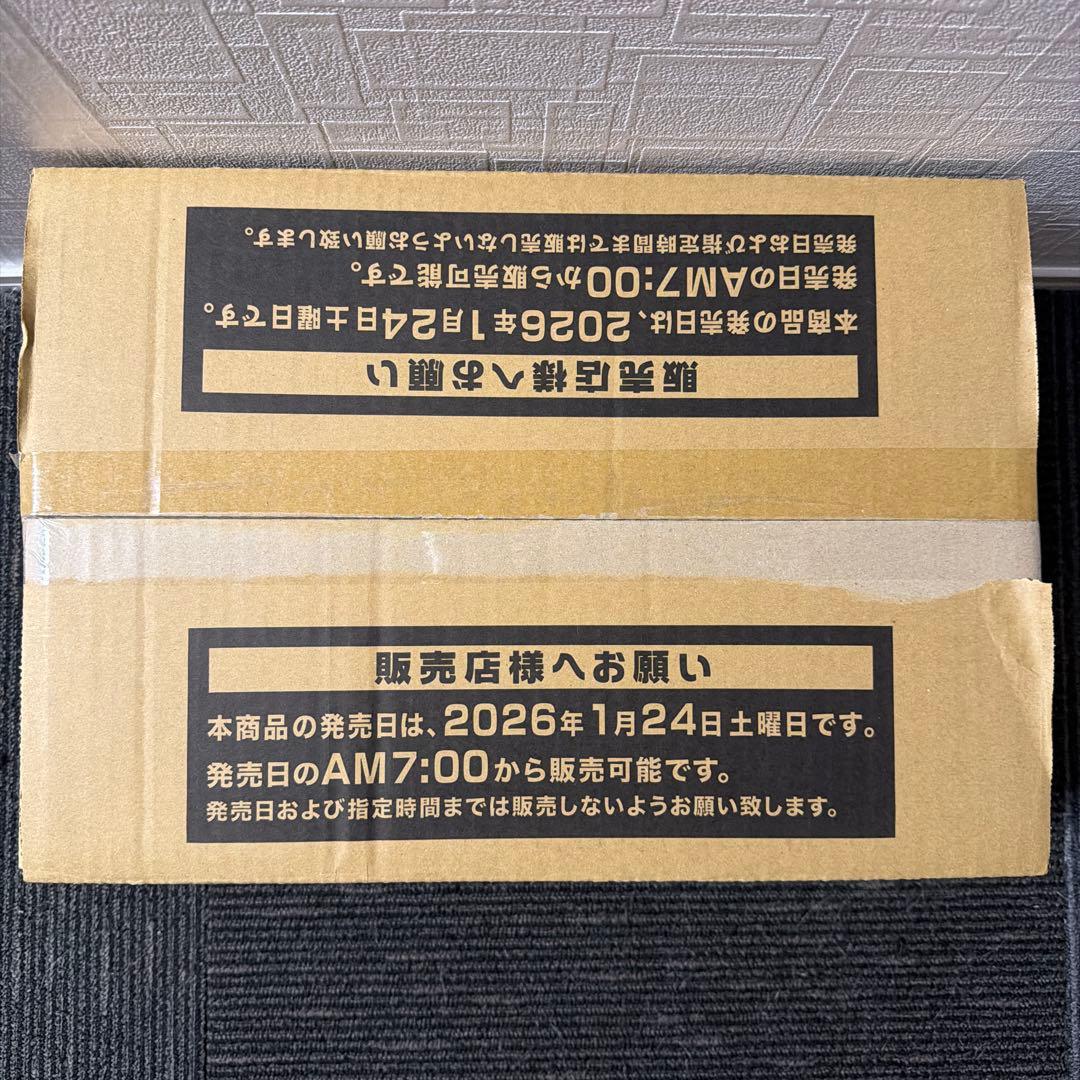 発売日および指定時間までは販売しないようお願い致します。
発売日のAM7:00から販売可能です。
本商品の発売日は、2026年1月24日土曜日です。
販売店様へお願い
販売店様へお願い
本商品の発売日は、2026年1月24日土曜日です。
発売日のAM7:00から販売可能です。
発売日および指定時間までは販売しないようお願い致します。